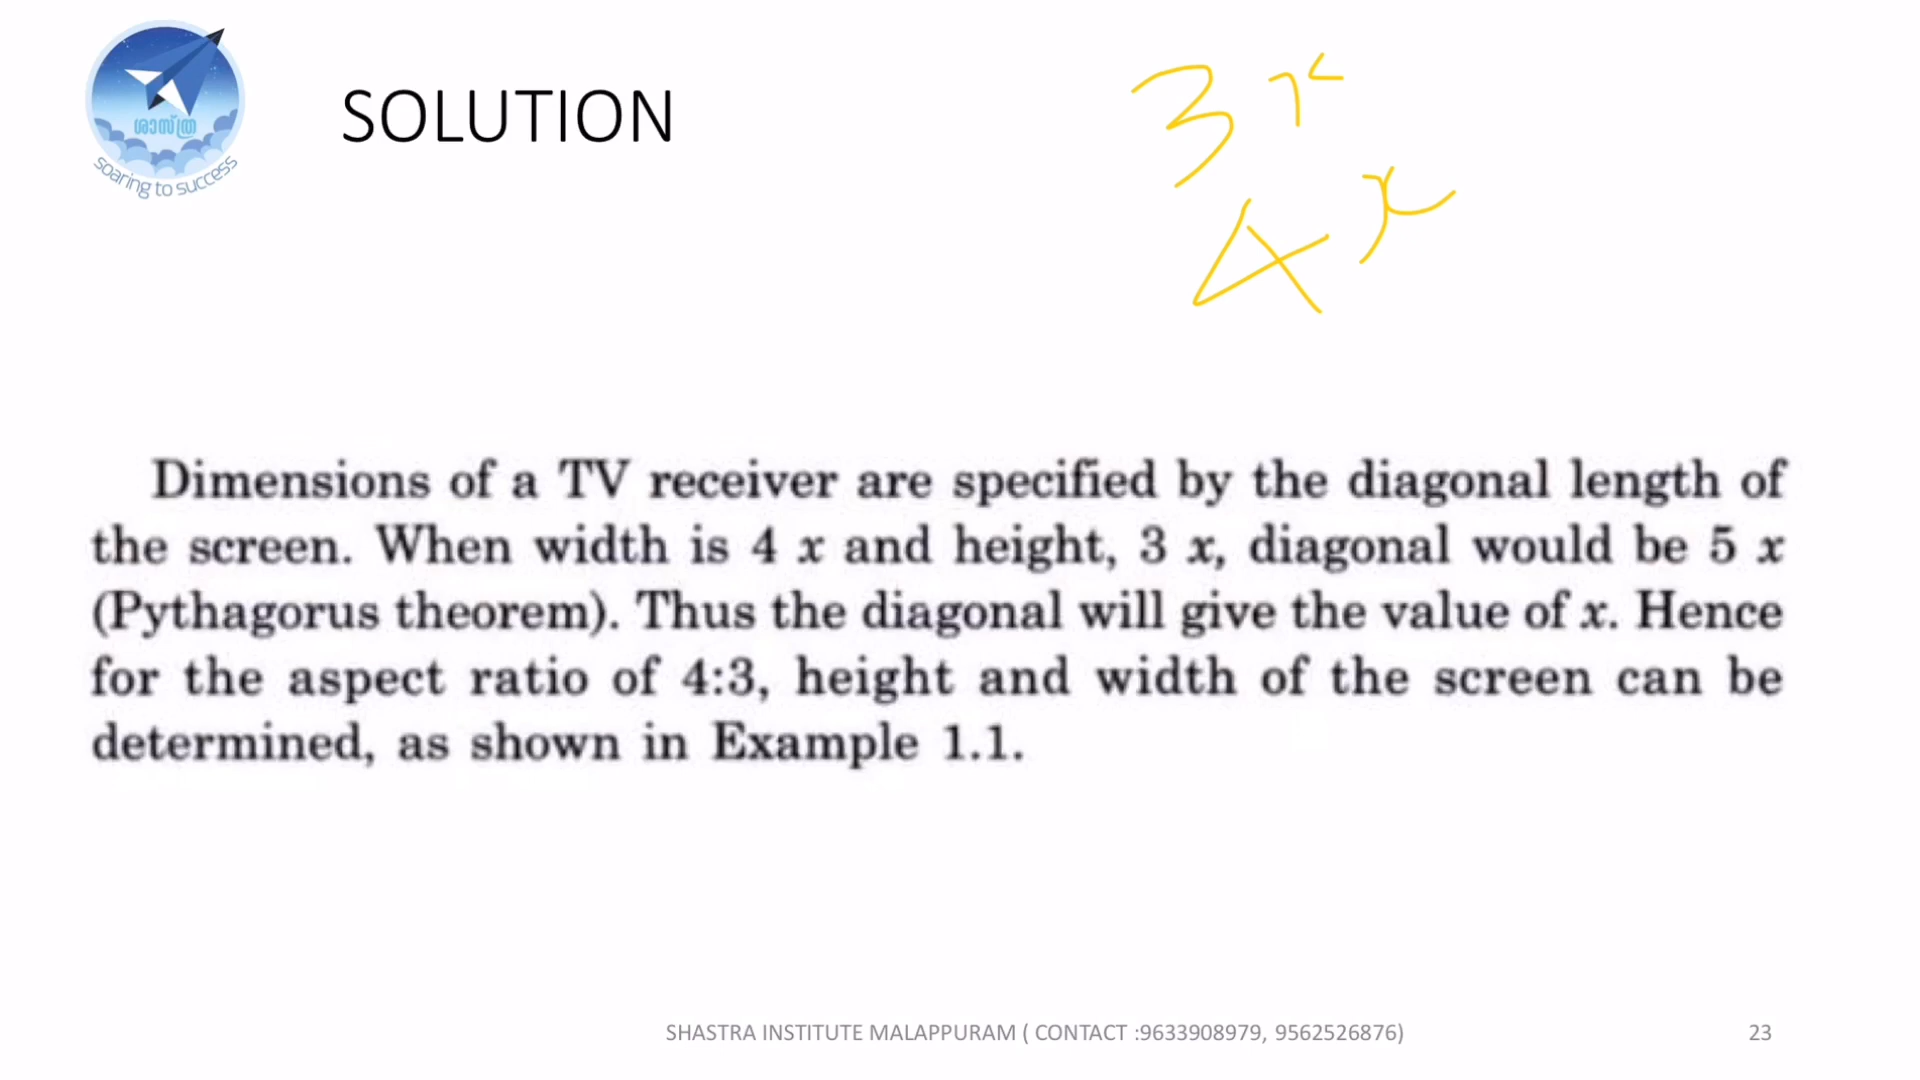 ശാസ്ത്ര
soaring to success
SOLUTION
3x
4x
Dimensions of a TV receiver are specified by the diagonal length of
the screen. When width is 4 x and height, 3 x, diagonal would be 5 x
(Pythagorus theorem). Thus the diagonal will give the value of x. Hence
for the aspect ratio of 4:3, height and width of the screen can be
determined, as shown in Example 1.1.
SHASTRA INSTITUTE MALAPPURAM ( CONTACT :9633908979, 9562526876)
23